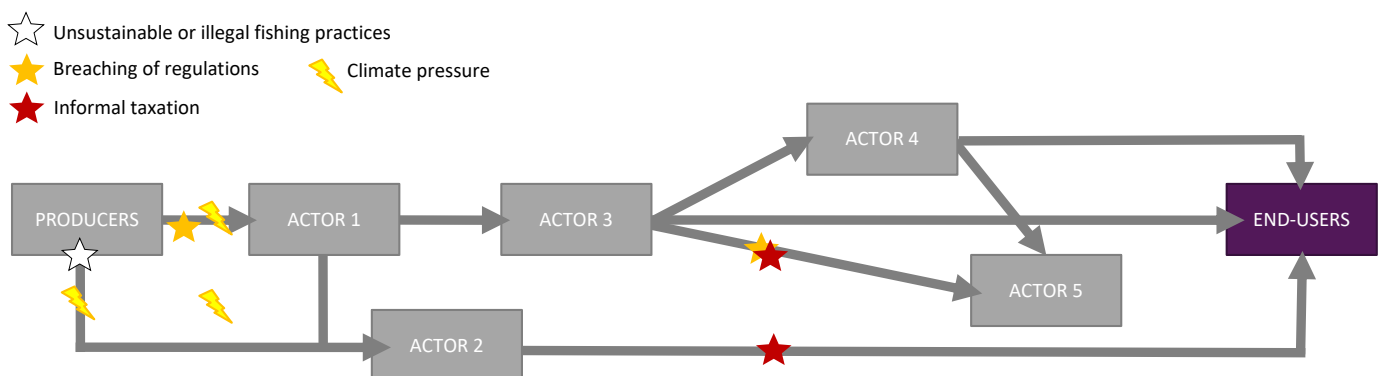 Unsustainable or illegal fishing practices
Breaching of regulations
Climate pressure
Informal taxation
ACTOR 4
PRODUCERS
ACTOR 1
ACTOR 3
END-USERS
ACTOR 5
ACTOR 2